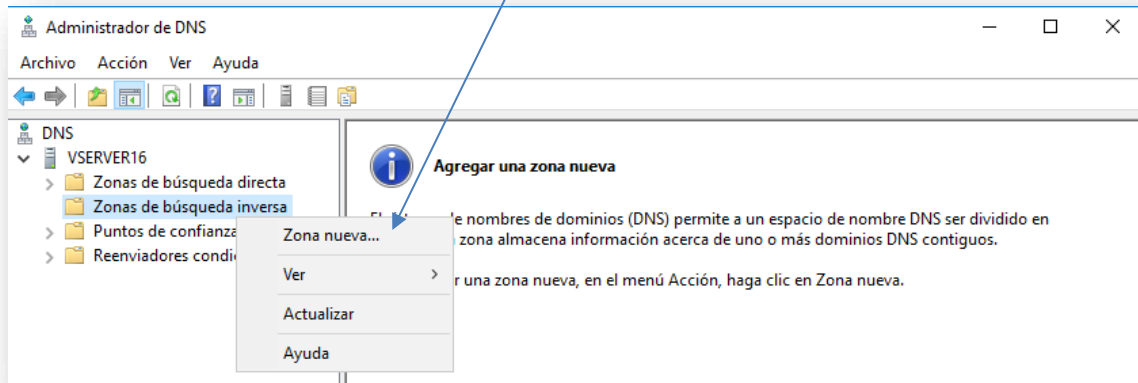 Administrador de DNS
Archivo Acción Ver Ayuda
DNS
VSERVER16
Zonas de búsqueda directa
Zonas de búsqueda inversa
Puntos de confianza
Reenviadores
Zona nueva...
Ver
Actualizar
Ayuda
Agregar una zona nueva
de nombres de dominios (DNS) permite a un espacio de nombre DNS ser dividido en
zona almacena información acerca de uno o más dominios DNS contiguos.
una zona nueva, en el menú Acción, haga clic en Zona nueva.